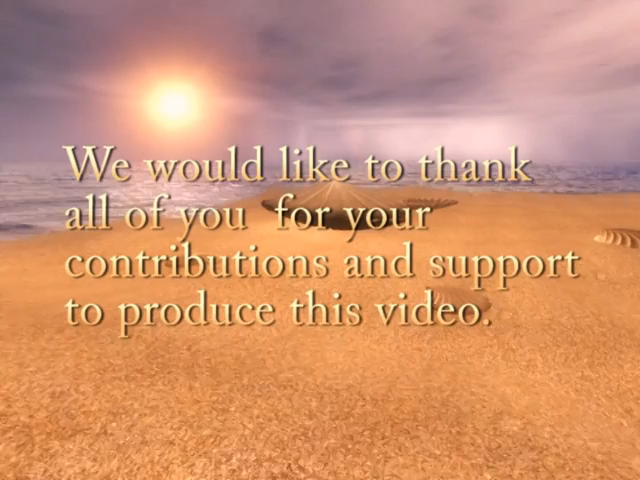 We would like to thank
all of you  for your
contributions and support
to produce this video.